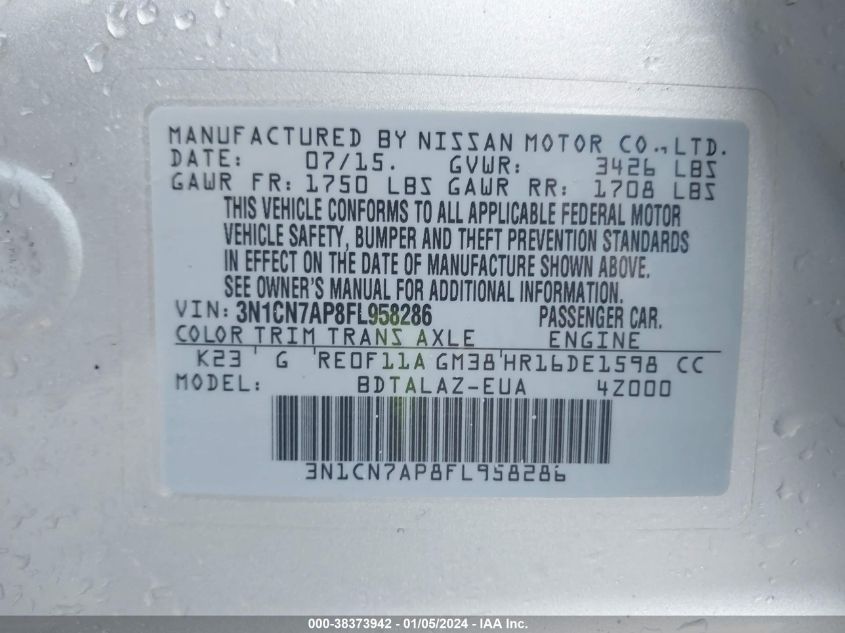 MANUFACTURED BY NISSAN MOTOR CO., LTD.
DATE: 07/15. GVWR: 3426 LBS
GAWR FR: 1750 LBS GAWR RR: 1708 LBS
THIS VEHICLE CONFORMS TO ALL APPLICABLE FEDERAL MOTOR
VEHICLE SAFETY, BUMPER AND THEFT PREVENTION STANDARDS
IN EFFECT ON THE DATE OF MANUFACTURE SHOWN ABOVE.
SEE OWNER'S MANUAL FOR ADDITIONAL INFORMATION.
VIN: 3N1CN7AP8FL958286 PASSENGER CAR.
COLOR TRIM TRANS AXLE ENGINE
K23 G RE0F11A GM38 HR16DE1598 CC
MODEL: BDTALAZ-EUA 4Z000
3N1CN7AP8FL958286
000-38373942 - 01/05/2024 - IAA Inc.